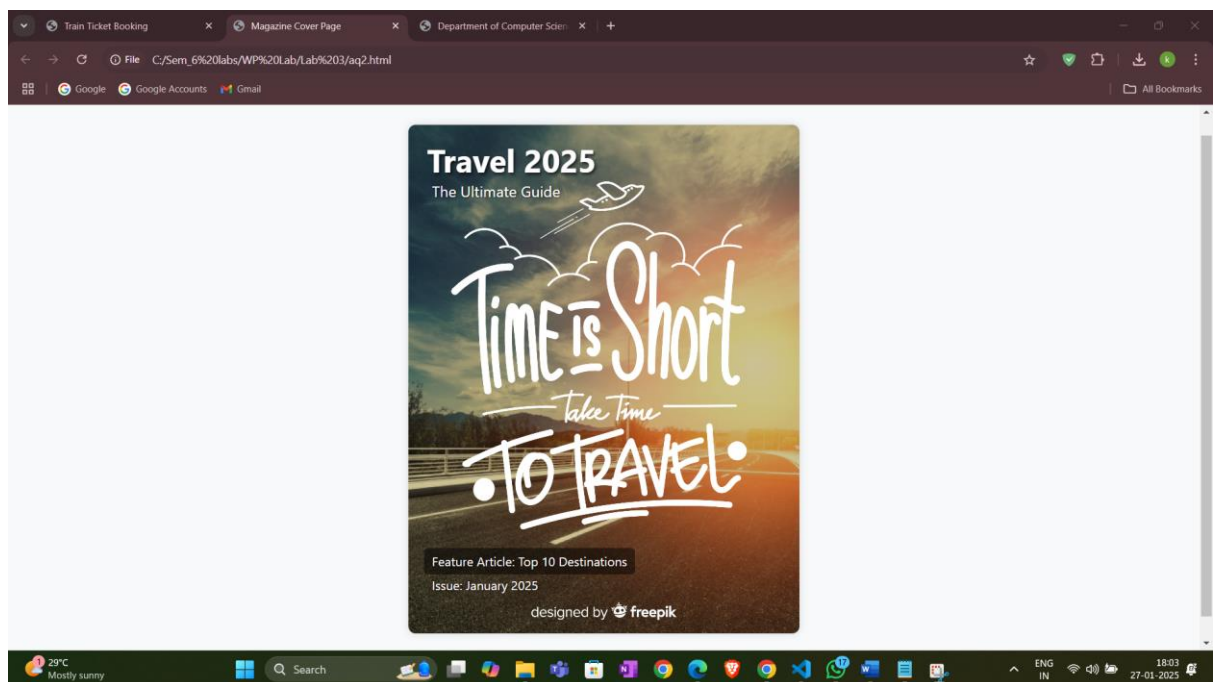 Train Ticket Booking
Magazine Cover Page
Department of Computer Scien
File C:/Sem_6%20labs/WP%20Lab/Lab%203/aq2.html
k
Google Google Accounts Gmail All Bookmarks
Travel 2025
The Ultimate Guide
Time is Short
Take Time
To TRAVEL
Feature Article: Top 10 Destinations
Issue: January 2025
designed by freepik
1 29°C
Mostly sunny
Search
ENG
IN
18:03
27-01-2025